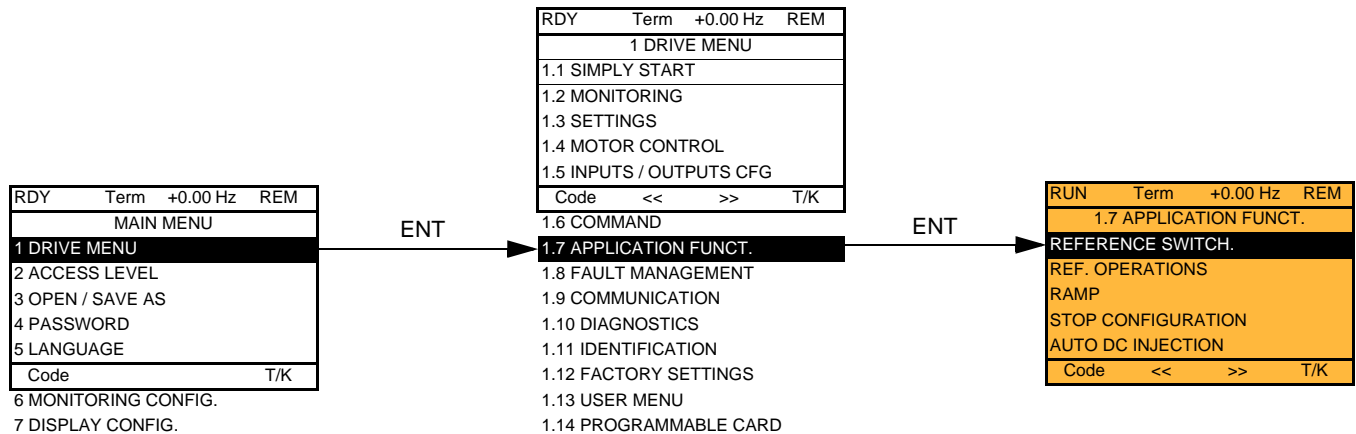 RDY Term +0.00 Hz REM
MAIN MENU
1 DRIVE MENU
2 ACCESS LEVEL
3 OPEN / SAVE AS
4 PASSWORD
5 LANGUAGE
Code T/K
6 MONITORING CONFIG.
7 DISPLAY CONFIG.
ENT
RDY Term +0.00 Hz REM
1 DRIVE MENU
1.1 SIMPLY START
1.2 MONITORING
1.3 SETTINGS
1.4 MOTOR CONTROL
1.5 INPUTS / OUTPUTS CFG
Code << >> T/K
1.6 COMMAND
1.7 APPLICATION FUNCT.
1.8 FAULT MANAGEMENT
1.9 COMMUNICATION
1.10 DIAGNOSTICS
1.11 IDENTIFICATION
1.12 FACTORY SETTINGS
1.13 USER MENU
1.14 PROGRAMMABLE CARD
ENT
RUN Term +0.00 Hz REM
1.7 APPLICATION FUNCT.
REFERENCE SWITCH.
REF. OPERATIONS
RAMP
STOP CONFIGURATION
AUTO DC INJECTION
Code << >> T/K